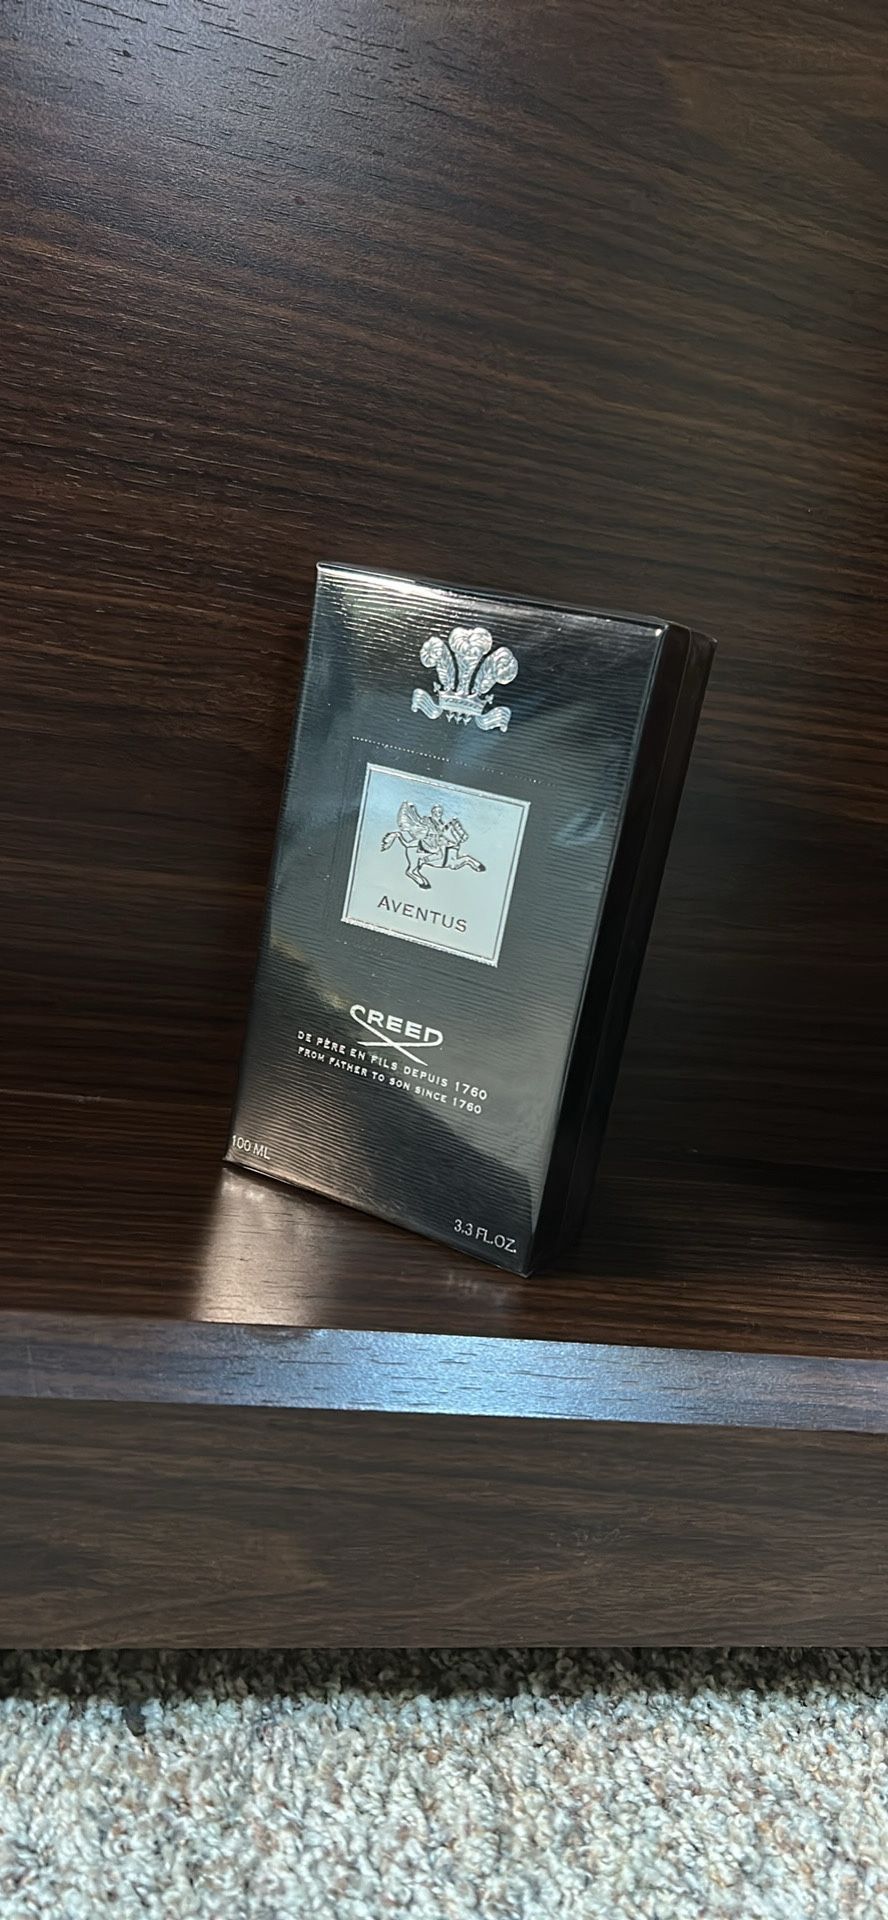 AVENTUS
CREED
DE PÈRE EN FILS DEPUIS 1760
FROM FATHER TO SON SINCE 1760
100 ML
3.3 FL.OZ.